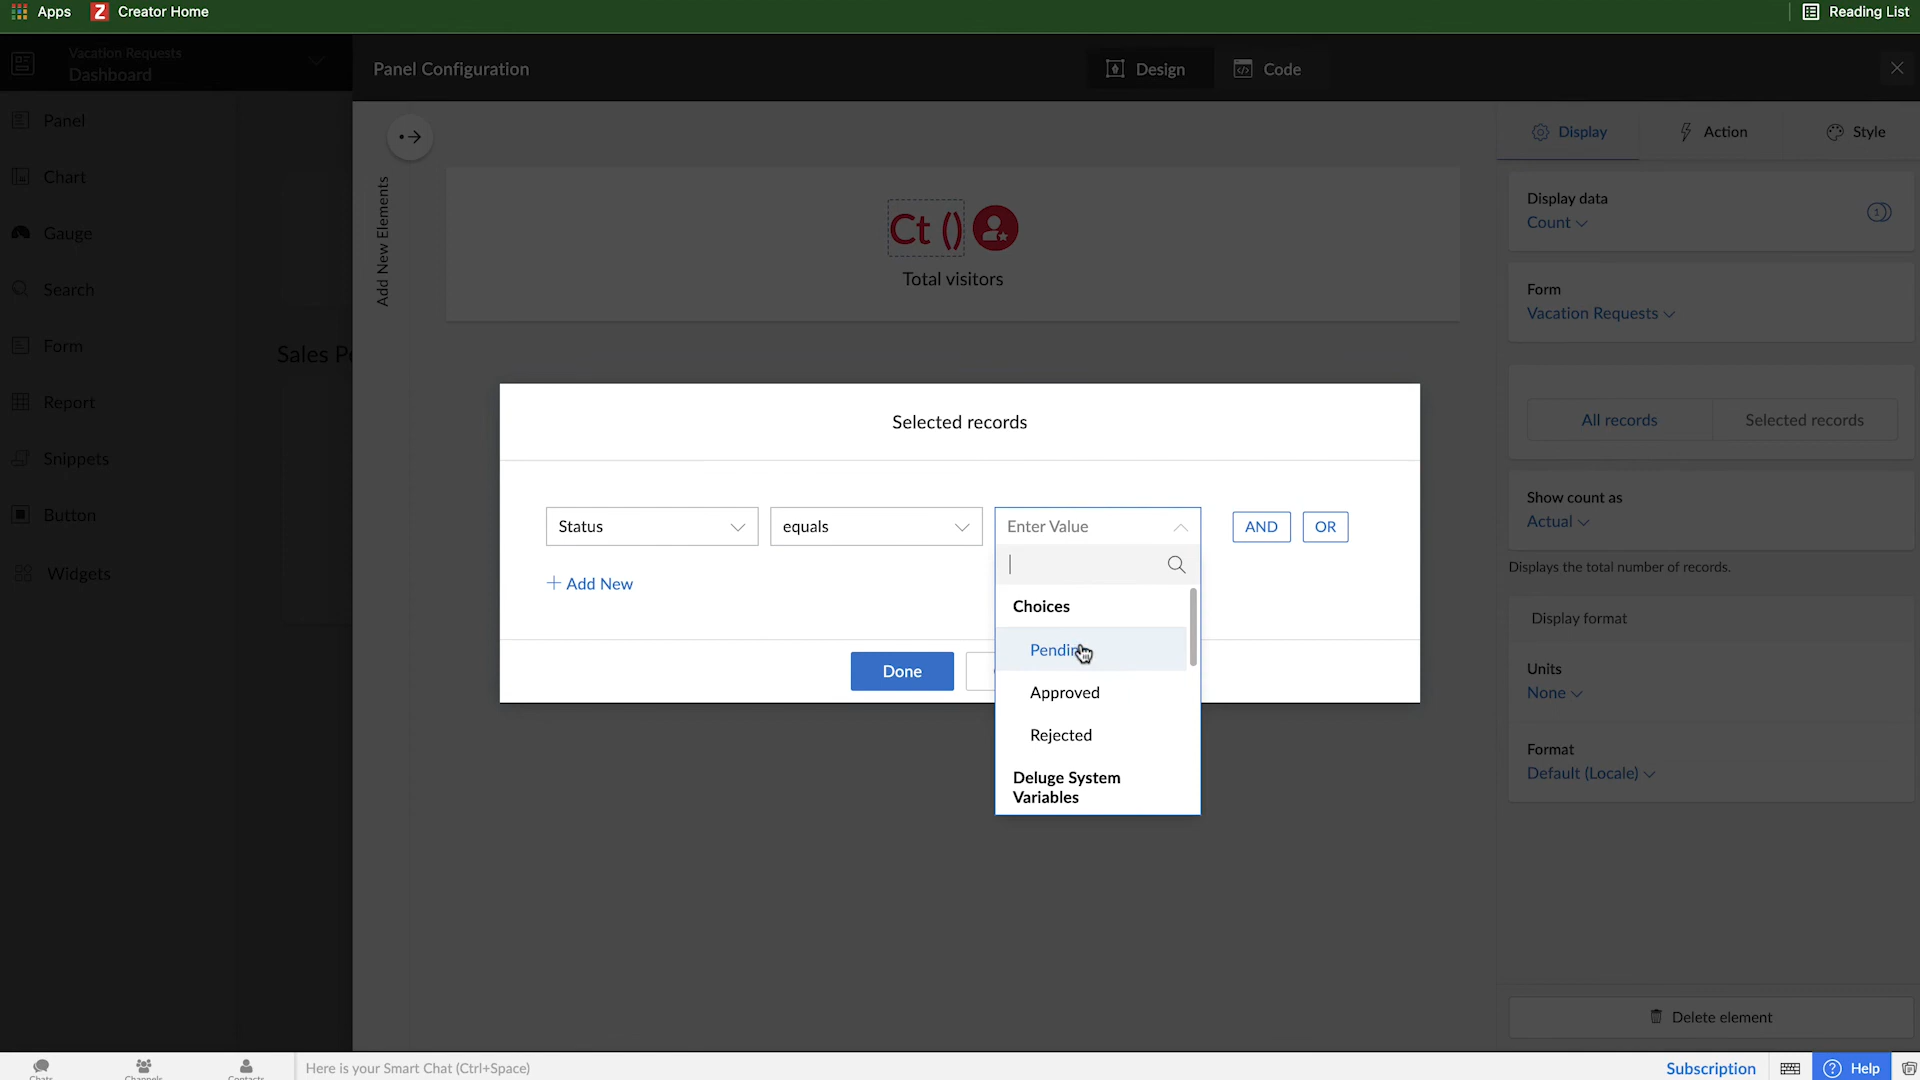 Apps
Creator Home
Reading List
Vacation Requests
Dashboard
Panel Configuration
Design
Code
Panel
Chart
Gauge
Search
Form
Report
Snippets
Button
Widgets
Add New Elements
Ct ()
Total visitors
Display
Action
Style
Display data
Count
Form
Vacation Requests
All records
Selected records
Show count as
Actual
Displays the total number of records.
Display format
Units
None
Format
Default (Locale)
Delete element
Selected records
Status
equals
Enter Value
AND
OR
+ Add New
Choices
Approved
Rejected
Deluge System
Variables
Done
Chats
Channels
Contacts
Here is your Smart Chat (Ctrl+Space)
Subscription
Help